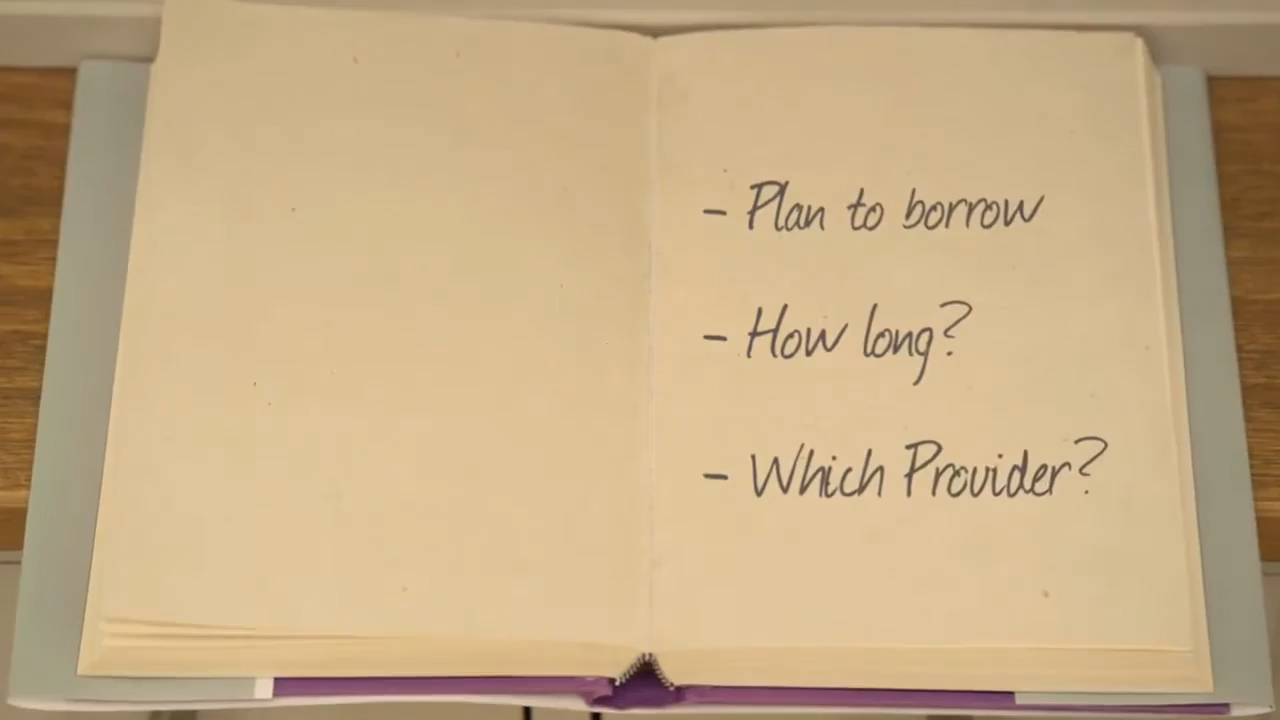 - Plan to borrow
- How long?
- Which Provider?